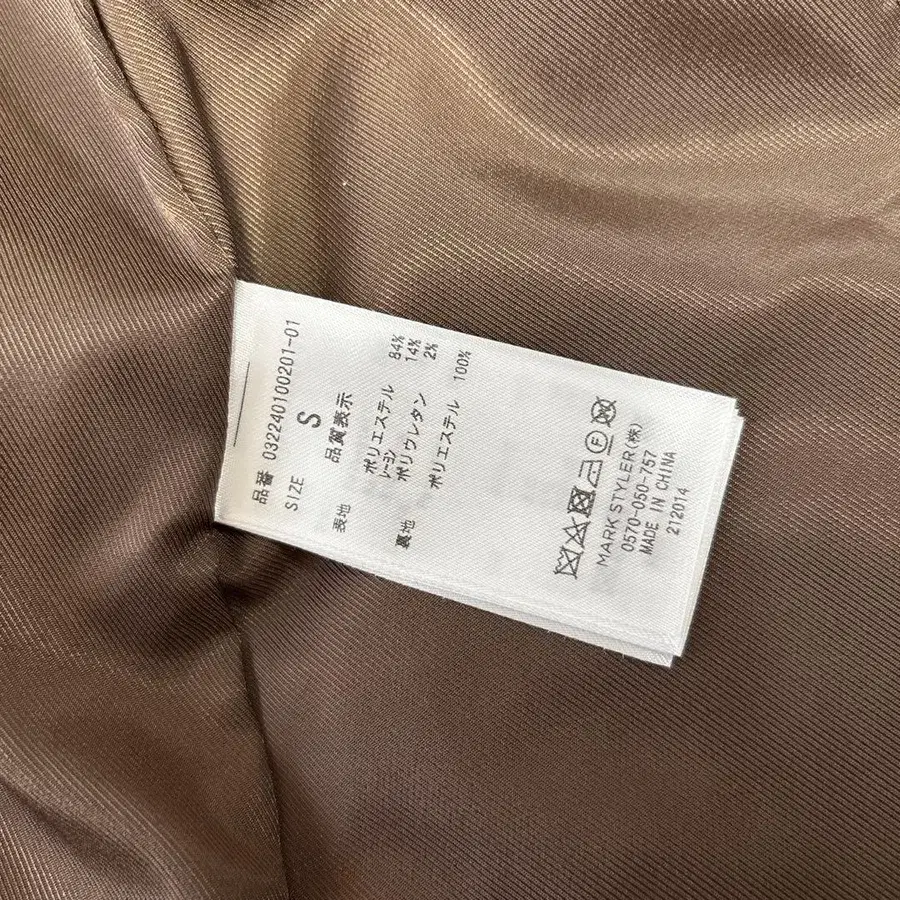 品番 032240100201-01
SIZE S
品質表示
表地 ポリエステル 84%
レーヨン 14%
ポリウレタン 2%
裏地 ポリエステル 100%
MARK STYLER(株)
0570-050-757
MADE IN CHINA
212014